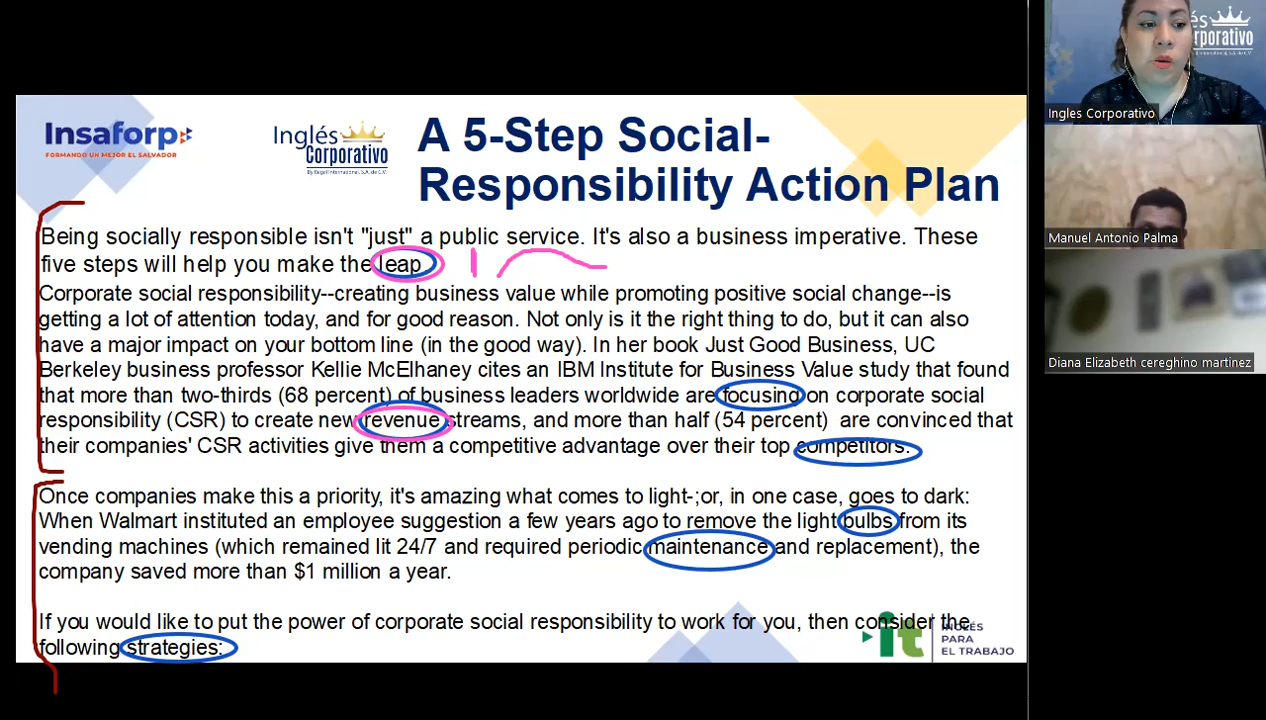 Insaforp
FORMANDO UN MEJOR EL SALVADOR
Inglés
Corporativo
By Regal International, S.A. de C.V.
A 5-Step Social-
Responsibility Action Plan
Being socially responsible isn't "just" a public service. It's also a business imperative. These
five steps will help you make the leap
Corporate social responsibility--creating business value while promoting positive social change--is
getting a lot of attention today, and for good reason. Not only is it the right thing to do, but it can also
have a major impact on your bottom line (in the good way). In her book Just Good Business, UC
Berkeley business professor Kellie McElhaney cites an IBM Institute for Business Value study that found
that more than two-thirds (68 percent) of business leaders worldwide are focusing on corporate social
responsibility (CSR) to create new revenue streams, and more than half (54 percent) are convinced that
their companies' CSR activities give them a competitive advantage over their top competitors.
Once companies make this a priority, it's amazing what comes to light-;or, in one case, goes to dark:
When Walmart instituted an employee suggestion a few years ago to remove the light bulbs from its
vending machines (which remained lit 24/7 and required periodic maintenance and replacement), the
company saved more than $1 million a year.
If you would like to put the power of corporate social responsibility to work for you, then consider the
following strategies:
it
INGLÉS
PARA
EL TRABAJO
és
rporativo
Ingles Corporativo
Manuel Antonio Palma
Diana Elizabeth cereghino martinez